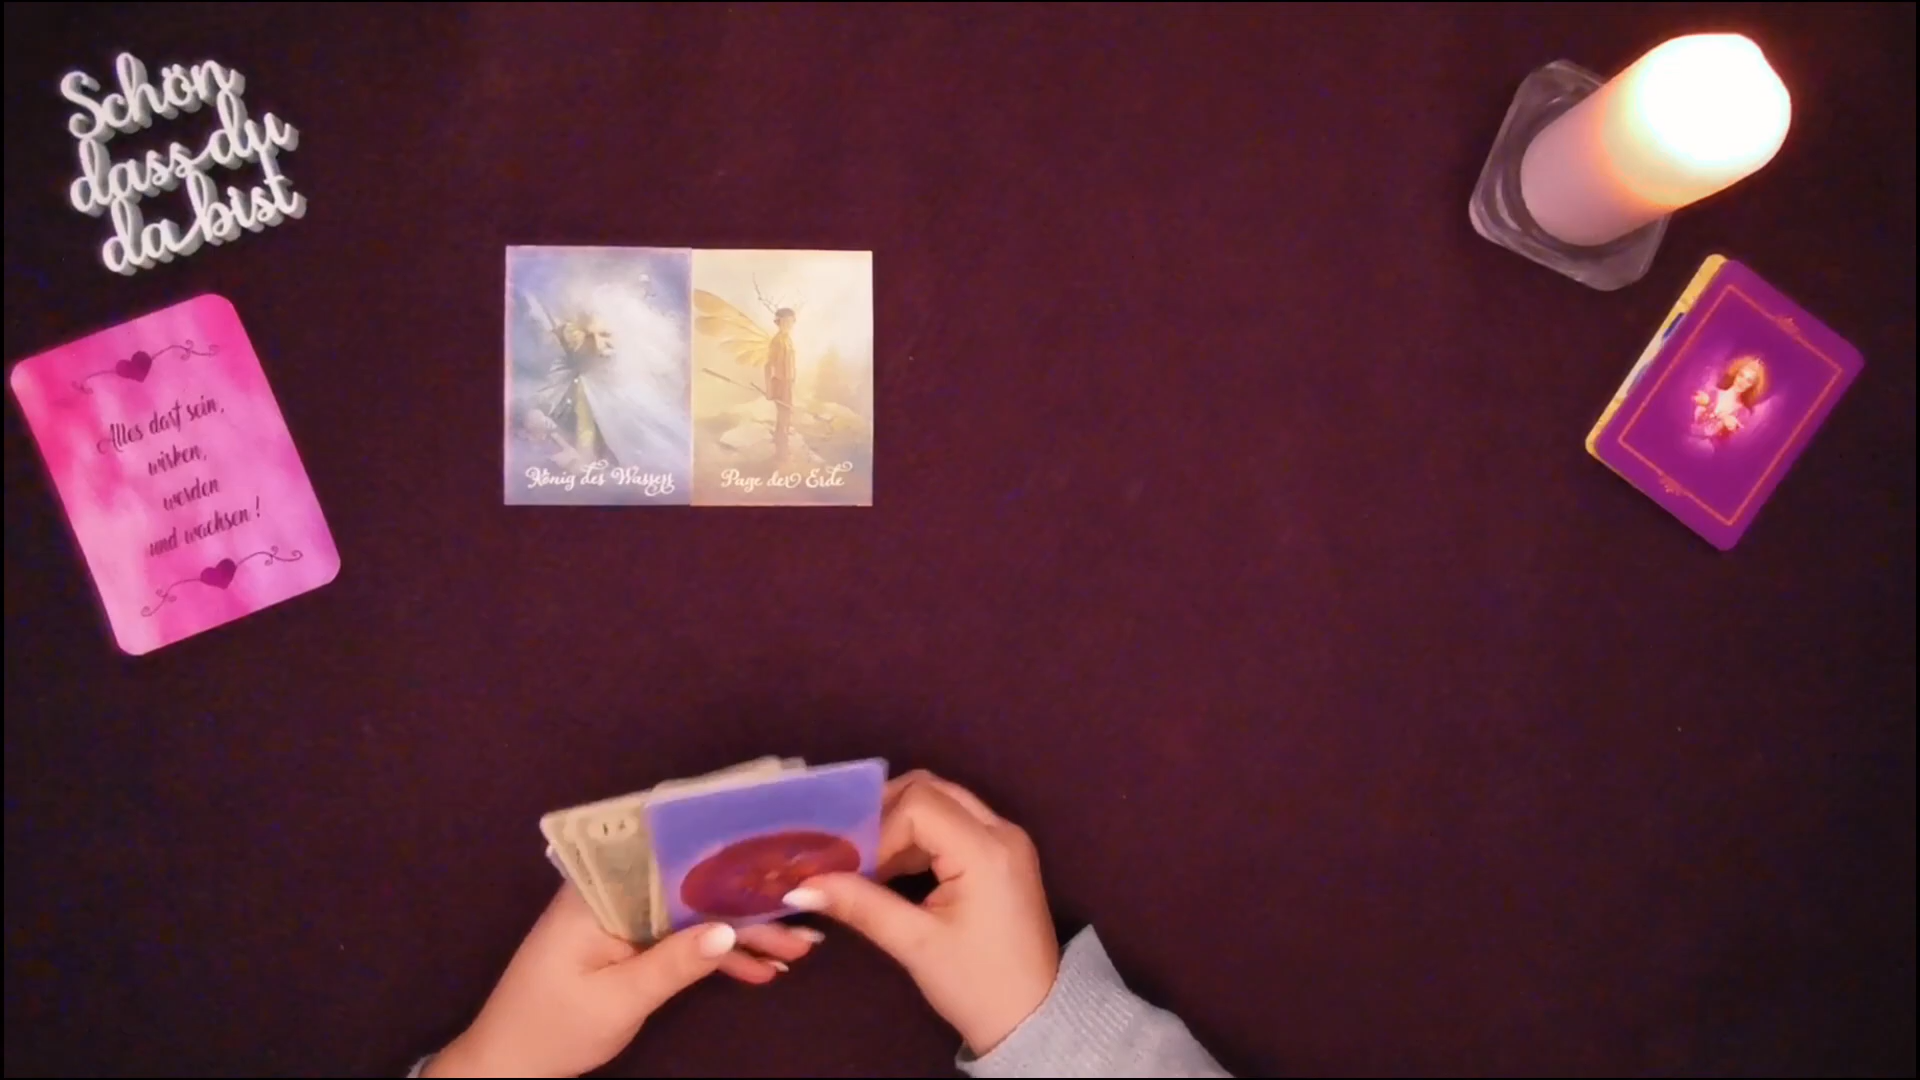 Schön
dass du
da bist
Alles darf sein,
wirken,
werden
und wachsen!
König des Wassers
Page der Erde